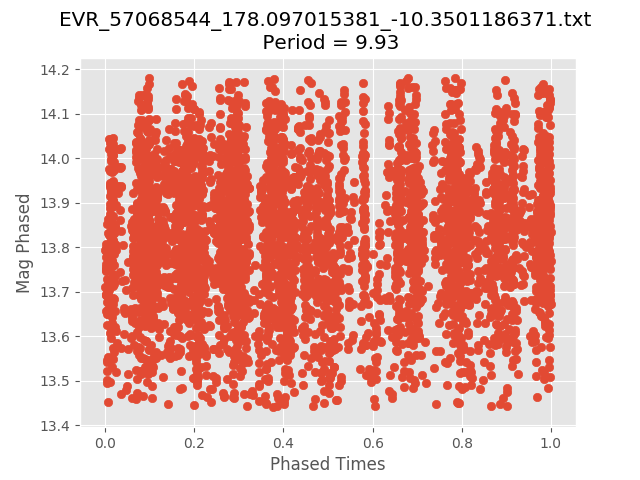 EVR_57068544_178.097015381_-10.3501186371.txt
Period = 9.93
14.2
14.1
14.0
13.9
13.8
13.7
13.6
13.5
13.4
Mag Phased
0.0 0.2 0.4 0.6 0.8 1.0
Phased Times